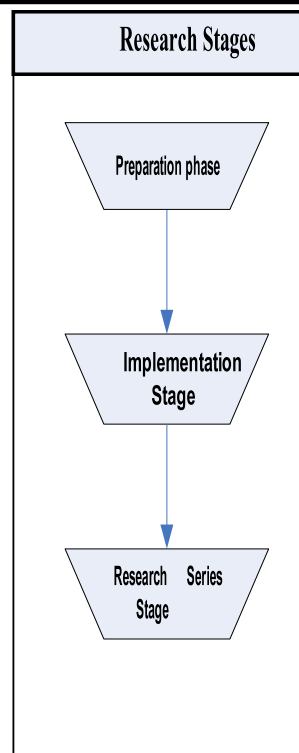 Research Stages
Preparation phase
Implementation
Stage
Research Series
Stage